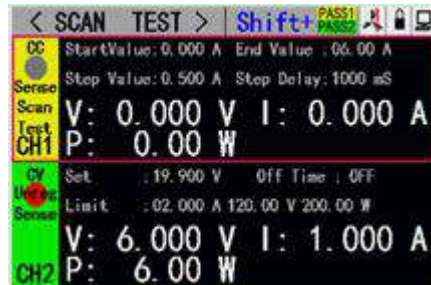 < SCAN TEST > Shift+ PASS1 PASS2
CC StartValue:0.000 A End Value :06.00 A
Sense Step Value:0.500 A Step Delay:1000 mS
Scan Test
CH1 V: 0.000 V I: 0.000 A
P: 0.00 W
CV Set :19.900 V Off Time : OFF
Unreg
Sense Limit :02.000 A 120.00 V 200.00 W
V: 6.000 V I: 1.000 A
CH2 P: 6.00 W